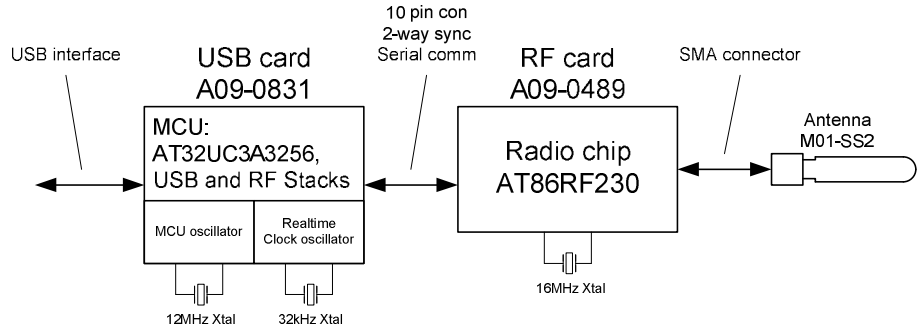 10 pin con
2-way sync
Serial comm
USB interface
USB card
A09-0831
RF card
A09-0489
SMA connector
MCU:
AT32UC3A3256,
USB and RF Stacks
Radio chip
AT86RF230
Antenna
M01-SS2
MCU oscillator
Realtime
Clock oscillator
12MHz Xtal
32kHz Xtal
16MHz Xtal